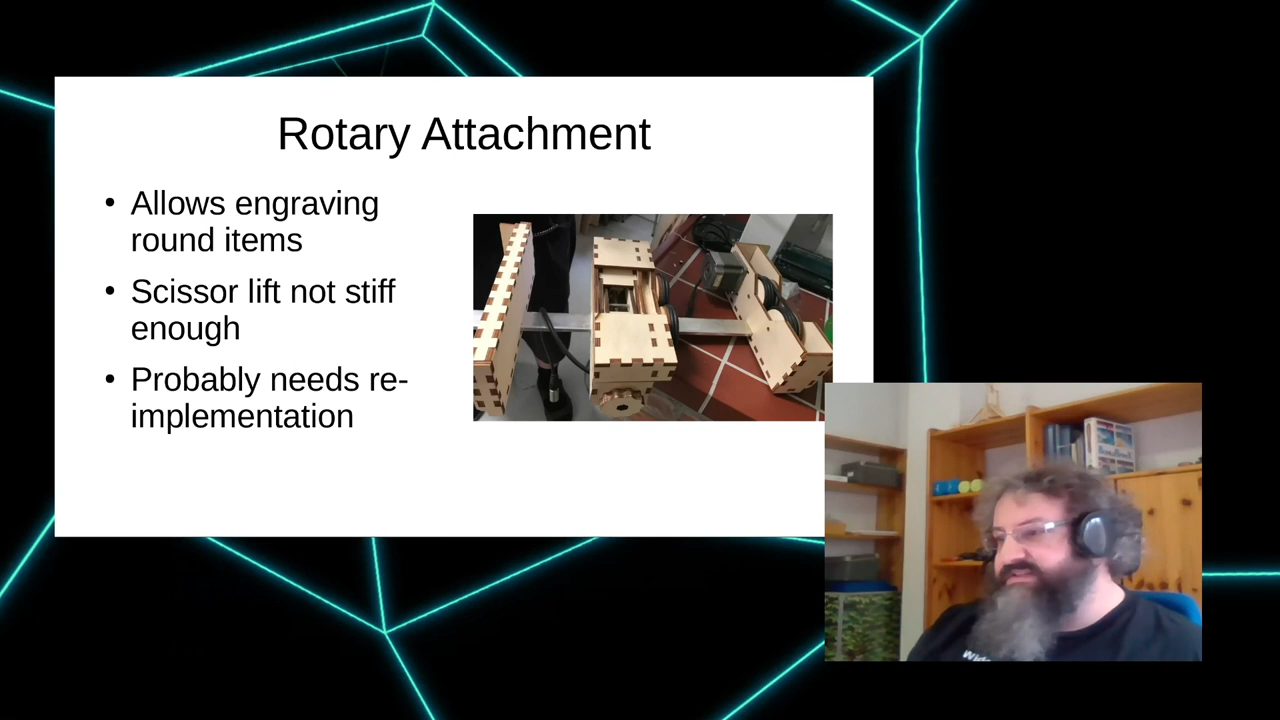 Rotary Attachment
• Allows engraving
round items
• Scissor lift not stiff
enough
• Probably needs re-
implementation